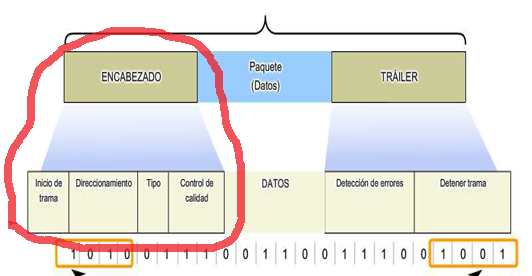 ENCABEZADO
Paquete
(Datos)
TRÁILER
Inicio de
trama
Direccionamiento
Tipo
Control de
calidad
DATOS
Detección de errores
Detener trama
1 0 1 0 0 1 1 1 0 0 1 1 0 0 1 1 1 0 0 1 0 0 1